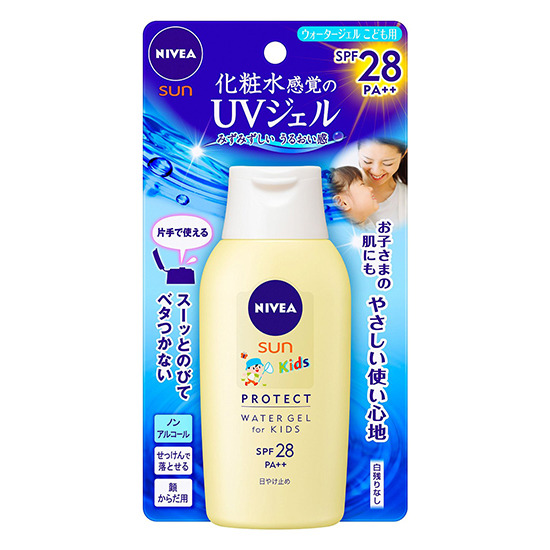 NIVEA
sun
ウォータージェル こども用
SPF 28
PA++
化粧水感覚の
UVジェル
みずみずしい うるおい感
片手で使える
スーッとのびて
ベタつかない
お子さまの
肌にも
やさしい使い心地
ノン
アルコール
せっけんで
落とせる
顔
からだ用
白残りなし
NIVEA
sun
Kids
PROTECT
WATER GEL
for KIDS
SPF 28
PA++
日やけ止め